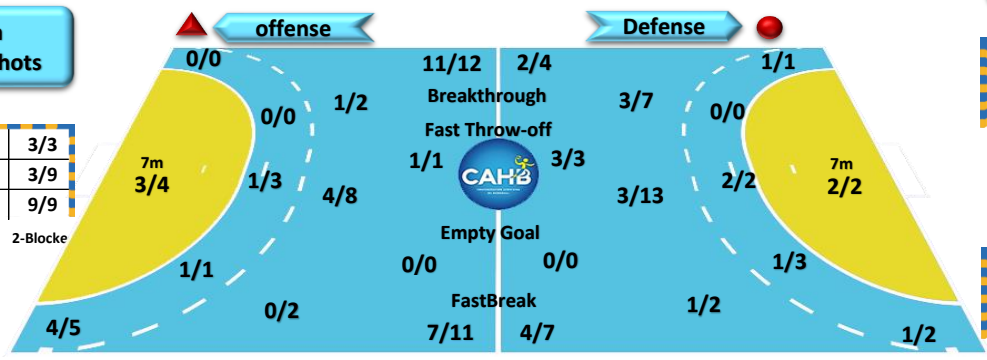 offense
Defense
hots
0/0
11/12
2/4
1/1
Breakthrough
1/2
3/7
0/0
0/0
Fast Throw-off
3/3
1/1
3/3
7m
7m
3/9
3/4
1/3
CAHB
2/2
2/2
4/8
3/13
9/9
2-Blocke
Empty Goal
0/0
0/0
1/1
1/3
FastBreak
0/2
1/2
4/5
7/11
4/7
1/2